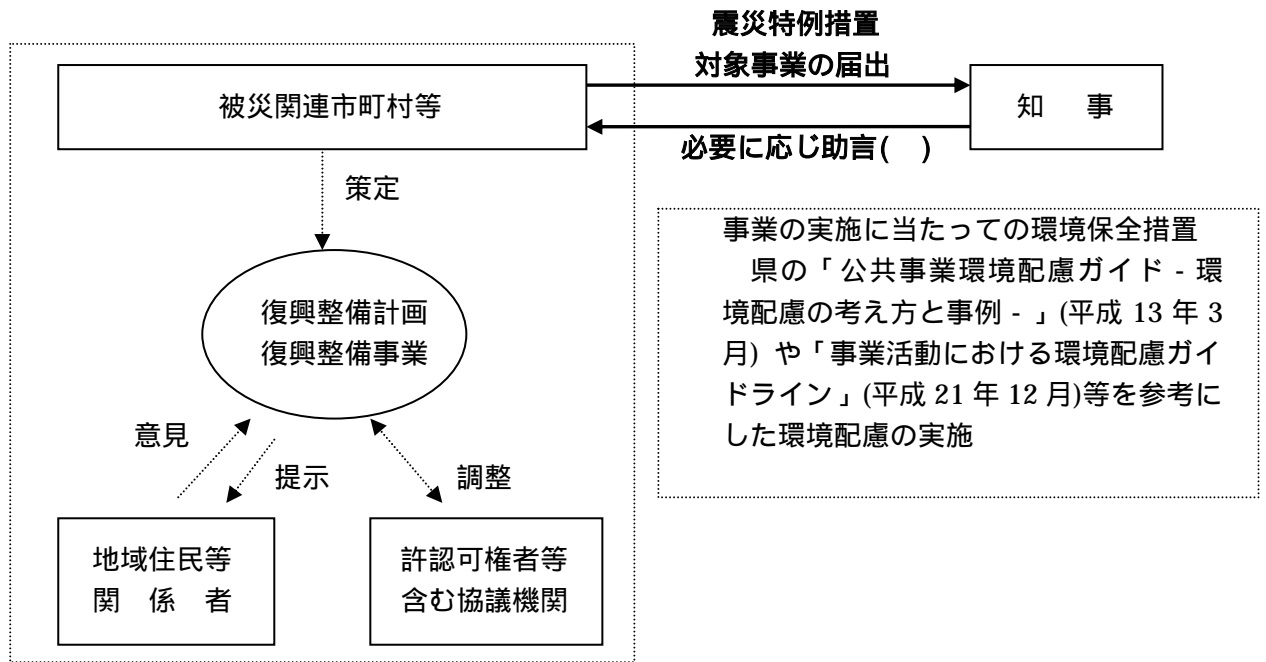 震災特例措置
対象事業の届出
被災関連市町村等
知　事
必要に応じ助言(　)
策定
事業の実施に当たっての環境保全措置
県の「公共事業環境配慮ガイド - 環
境配慮の考え方と事例 - 」(平成 13 年 3
月) や「事業活動における環境配慮ガイ
ドライン」(平成 21 年 12 月)等を参考に
した環境配慮の実施
復興整備計画
復興整備事業
意見
提示
調整
地域住民等
関　係　者
許認可権者等
含む協議機関